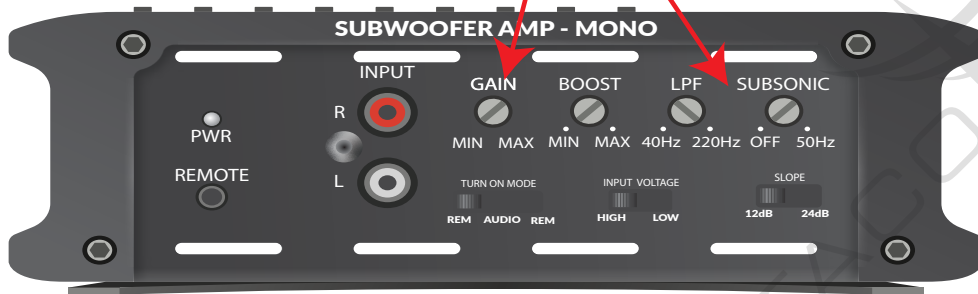 SUBWOOFER AMP - MONO
INPUT
GAIN BOOST LPF SUBSONIC
R
MIN MAX MIN MAX 40Hz 220Hz OFF 50Hz
PWR
REMOTE
L
TURN ON MODE INPUT VOLTAGE SLOPE
REM AUDIO REM HIGH LOW 12dB 24dB